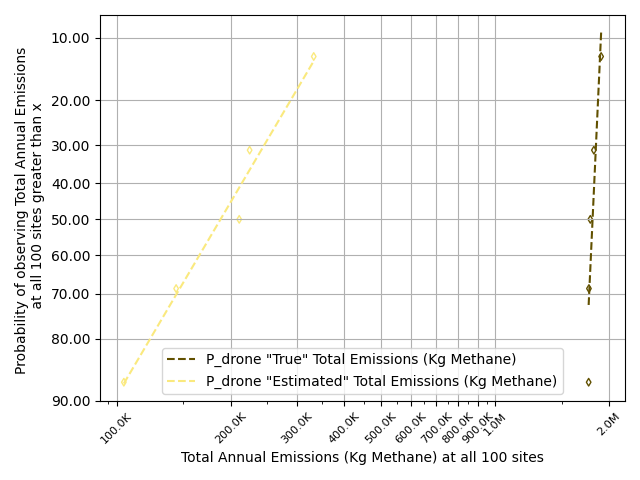 Probability of observing Total Annual Emissions
at all 100 sites greater than x
10.00
20.00
30.00
40.00
50.00
60.00
70.00
80.00
90.00
P_drone "True" Total Emissions (Kg Methane)
P_drone "Estimated" Total Emissions (Kg Methane)
100.0K
200.0K
300.0K
400.0K
500.0K
600.0K
700.0K
800.0K
900.0K
1.0M
2.0M
Total Annual Emissions (Kg Methane) at all 100 sites